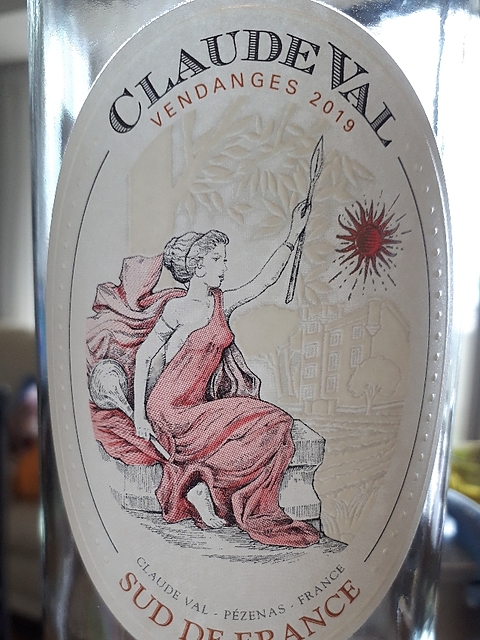 CLAUDE VAL
VENDANGES 2019
CLAUDE VAL - PÉZENAS - FRANCE
SUD DE FRANCE